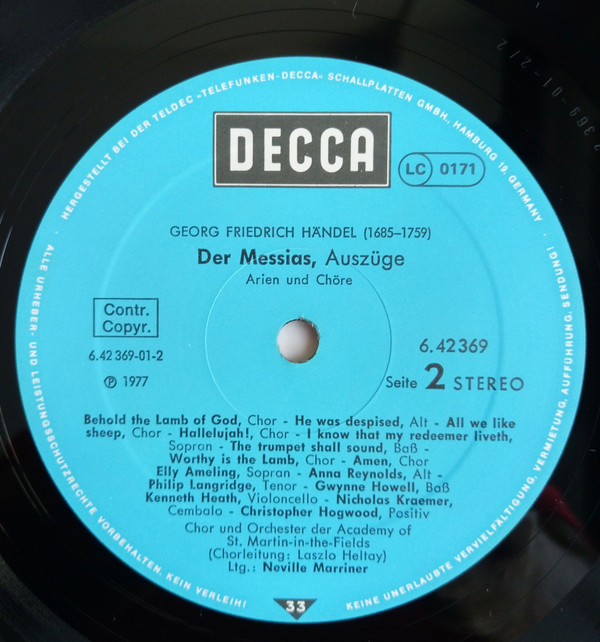 HERGESTELLT BEI DER TELDEC »TELEFUNKEN-DECCA« SCHALLPLATTEN GMBH, HAMBURG 19, GERMANY ·
DECCA
LC 0171
GEORG FRIEDRICH HÄNDEL (1685–1759)
Der Messias, Auszüge
Arien und Chöre
Contr.
Copyr.
6.42 369-01-2
Ⓟ 1977
6.42369
Seite 2 STEREO
Behold the Lamb of God, Chor - He was despised, Alt - All we like
sheep, Chor - Hallelujah!, Chor - I know that my redeemer liveth,
Sopran - The trumpet shall sound, Baß -
Worthy is the Lamb, Chor - Amen, Chor
Elly Ameling, Sopran - Anna Reynolds, Alt -
Philip Langridge, Tenor - Gwynne Howell, Baß
Kenneth Heath, Violoncello - Nicholas Kraemer,
Cembalo - Christopher Hogwood, Positiv
Chor und Orchester der Academy of
St. Martin-in-the-Fields
(Chorleitung: Laszlo Heltay)
Ltg.: Neville Marriner
33
· ALLE URHEBER- UND LEISTUNGSSCHUTZRECHTE VORBEHALTEN. KEIN VERLEIH!
KEINE UNERLAUBTE VERVIELFÄLTIGUNG, VERMIETUNG, AUFFÜHRUNG, SENDUNG! ·